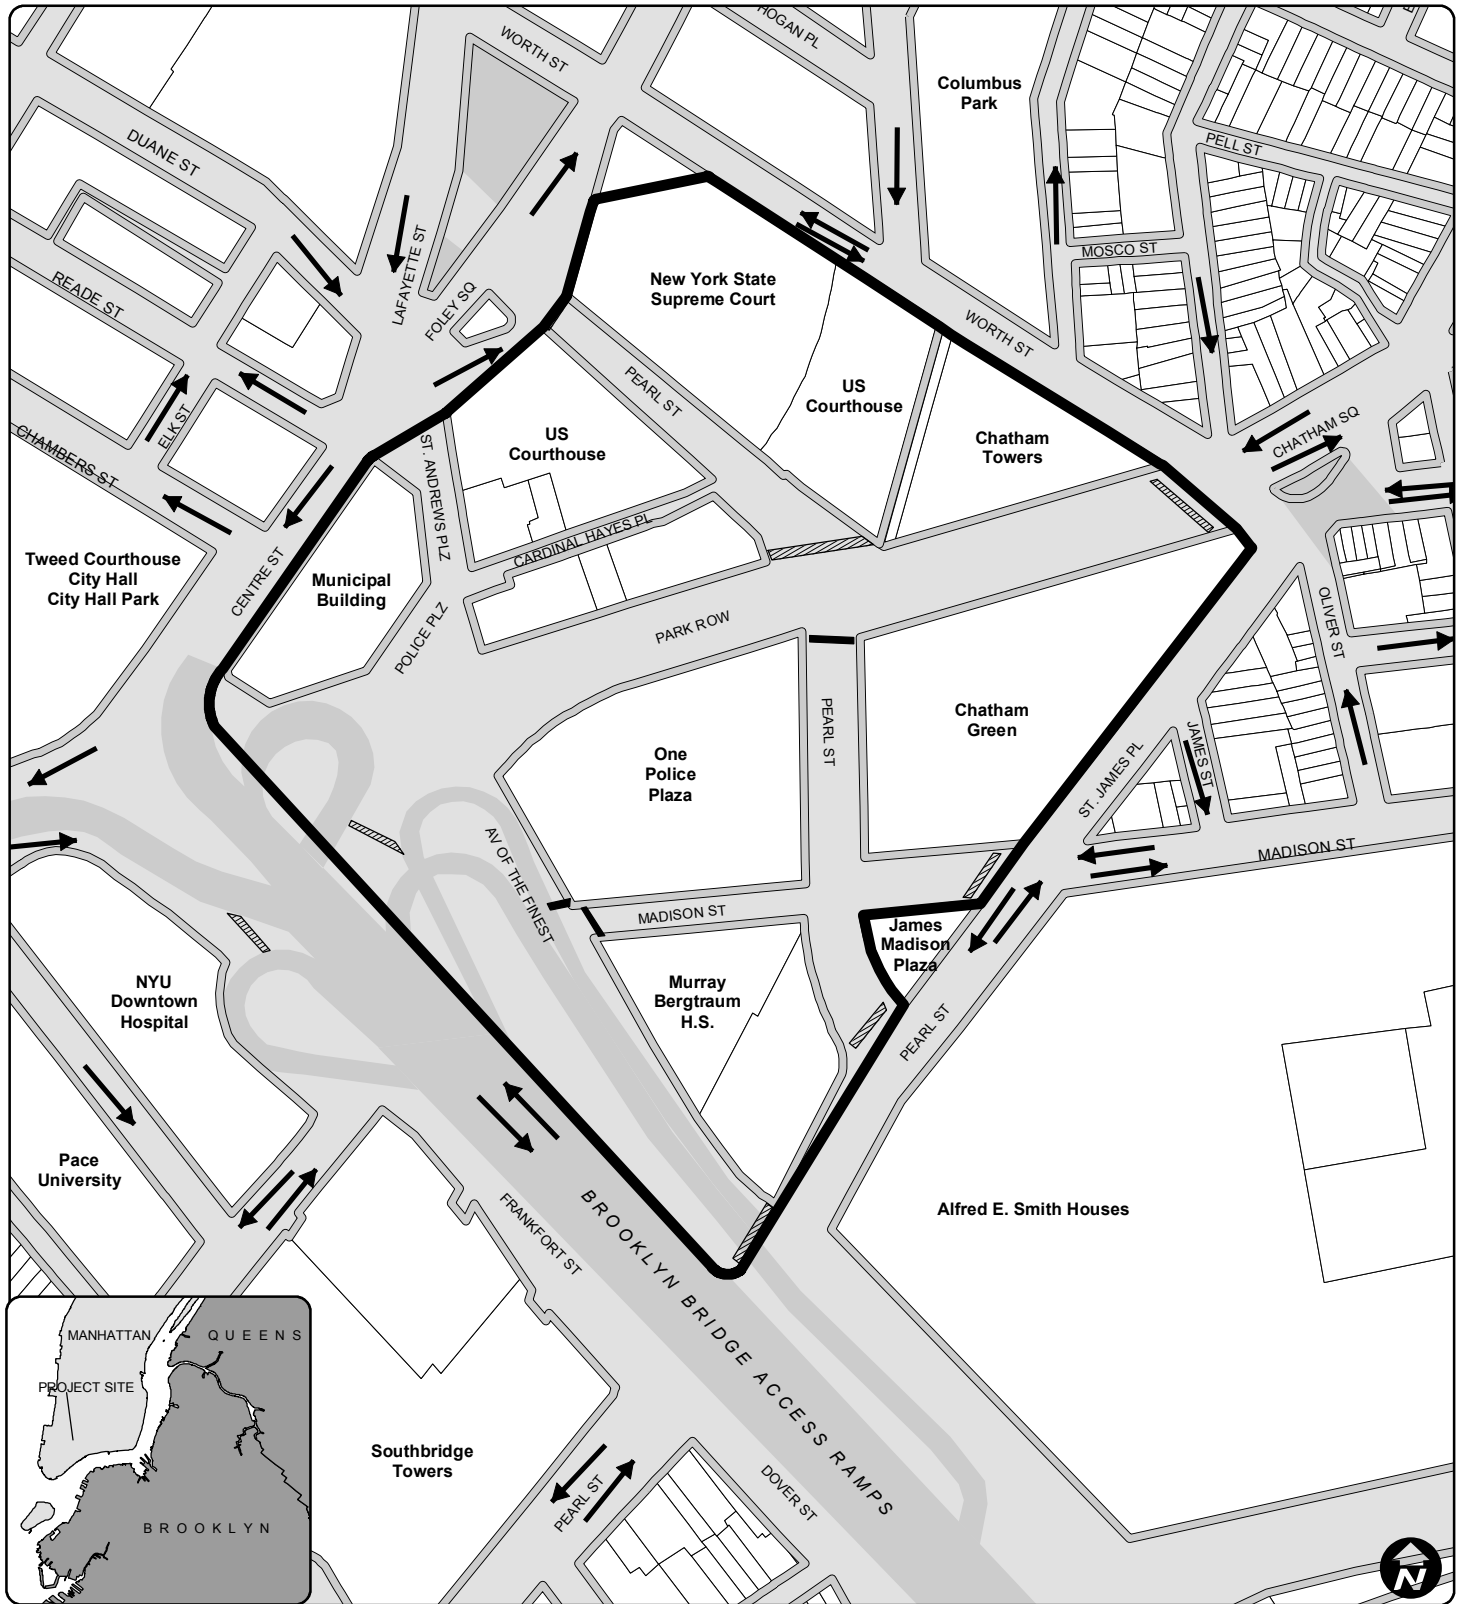 WORTH ST
HOGAN PL
Columbus
Park
DUANE ST
PELL ST
MOSCO ST
LAFAYETTE ST
FOLEY SQ
READE ST
New York State
Supreme Court
WORTH ST
PEARL ST
US
Courthouse
ELK ST
CHAMBERS ST
ST. ANDREWS PLZ
US
Courthouse
Chatham
Towers
CHATHAM SQ
CARDINAL HAYES PL
Tweed Courthouse
City Hall
City Hall Park
CENTRE ST
Municipal
Building
POLICE PLZ
PARK ROW
OLIVER ST
PEARL ST
Chatham
Green
One
Police
Plaza
JAMES ST
ST. JAMES PL
AV OF THE FINEST
MADISON ST
MADISON ST
James
Madison
Plaza
NYU
Downtown
Hospital
Murray
Bergtraum
H.S.
PEARL ST
Pace
University
FRANKFORT ST
BROOKLYN BRIDGE ACCESS RAMPS
Alfred E. Smith Houses
MANHATTAN
QUEENS
PROJECT SITE
BROOKLYN
Southbridge
Towers
PEARL ST
DOVER ST
N